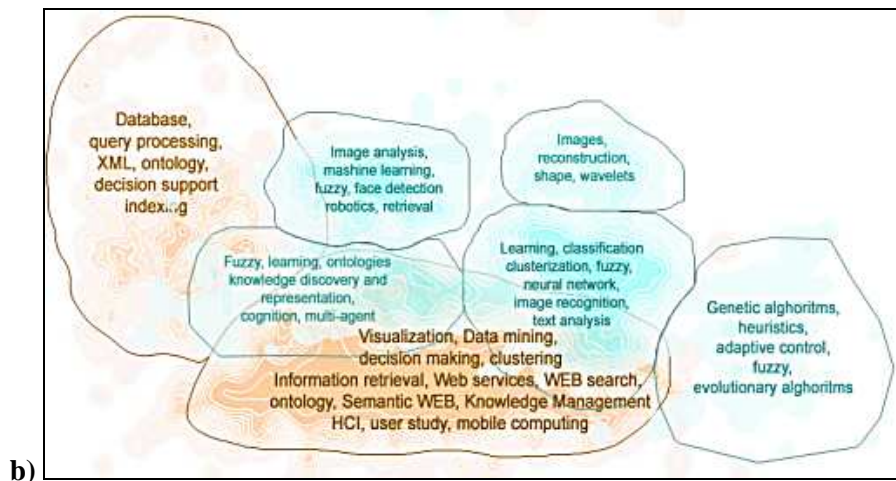 Database,
query processing,
XML, ontology,
decision support
indexing
Image analysis,
mashine learning,
fuzzy, face detection
robotics, retrieval
Images,
reconstruction,
shape, wavelets
Fuzzy, learning, ontologies
knowledge discovery and
representation,
cognition, multi-agent
Learning, classification
clusterization, fuzzy,
neural network,
image recognition,
text analysis
Genetic alghoritms,
heuristics,
adaptive control,
fuzzy,
evolutionary alghoritms
Visualization, Data mining,
decision making, clustering
Information retrieval, Web services, WEB search,
ontology, Semantic WEB, Knowledge Management
HCI, user study, mobile computing
b)